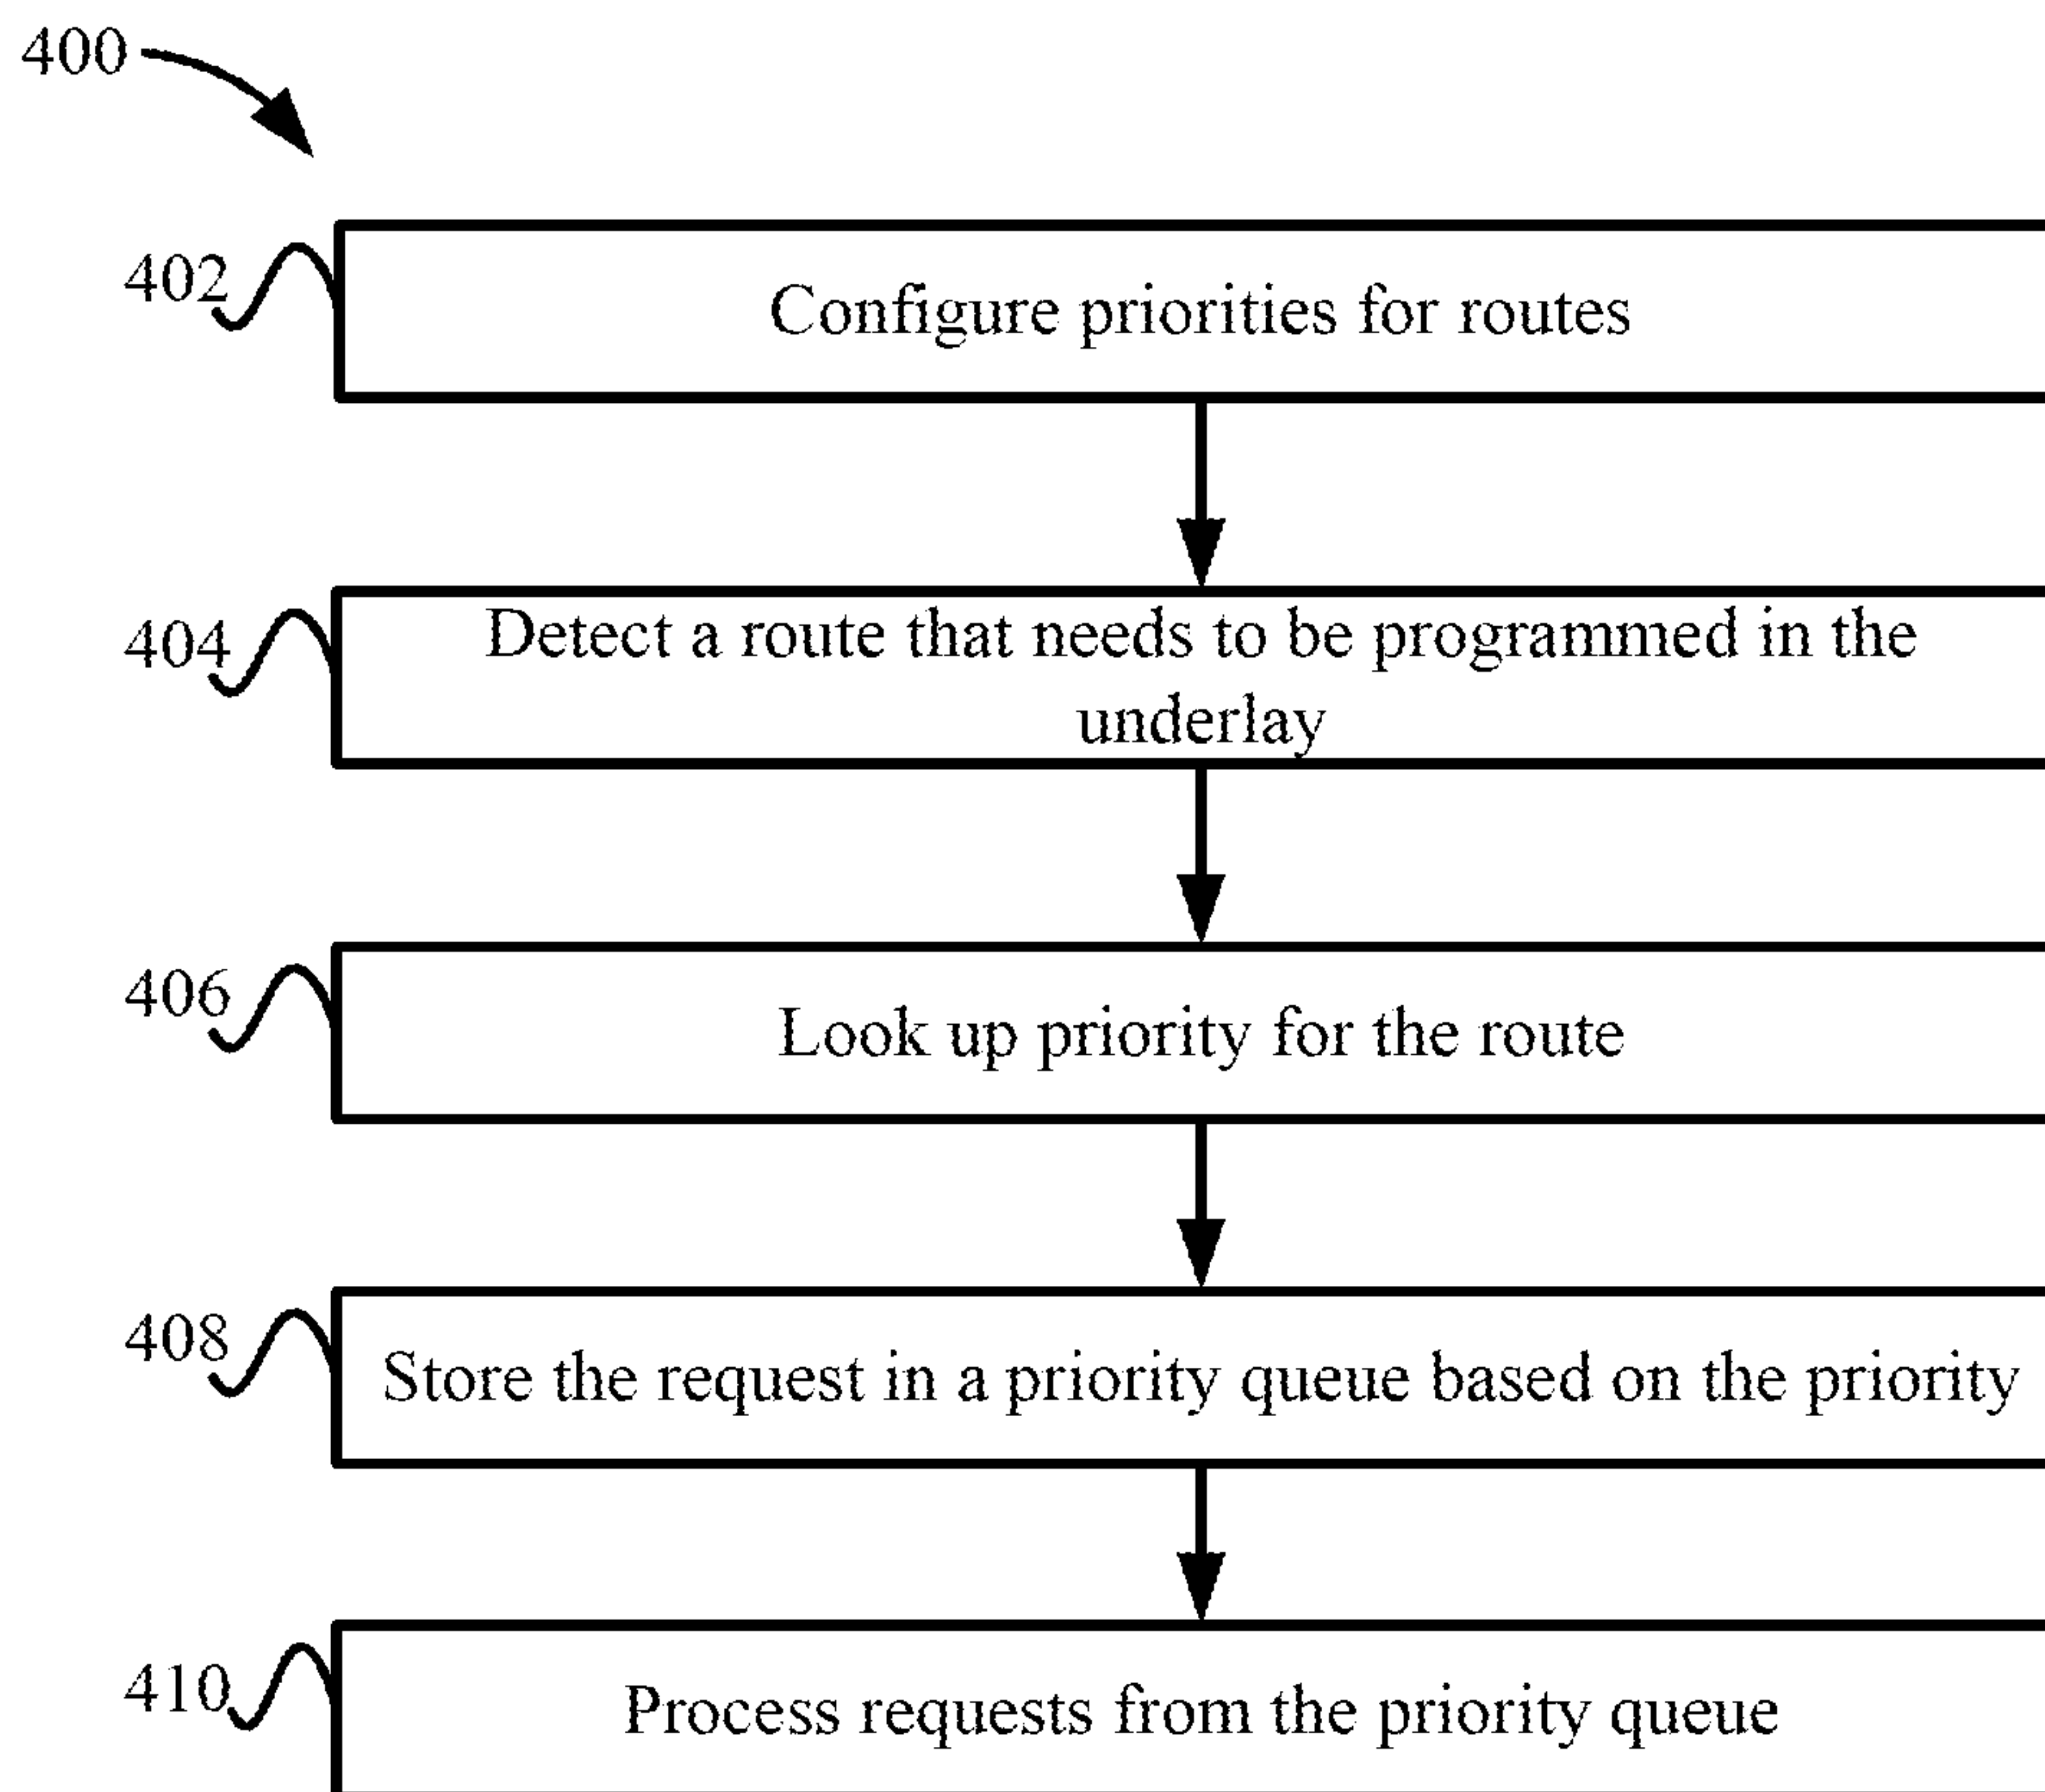 400
402
Configure priorities for routes
404
Detect a route that needs to be programmed in the
underlay
406
Look up priority for the route
408
Store the request in a priority queue based on the priority
410
Process requests from the priority queue